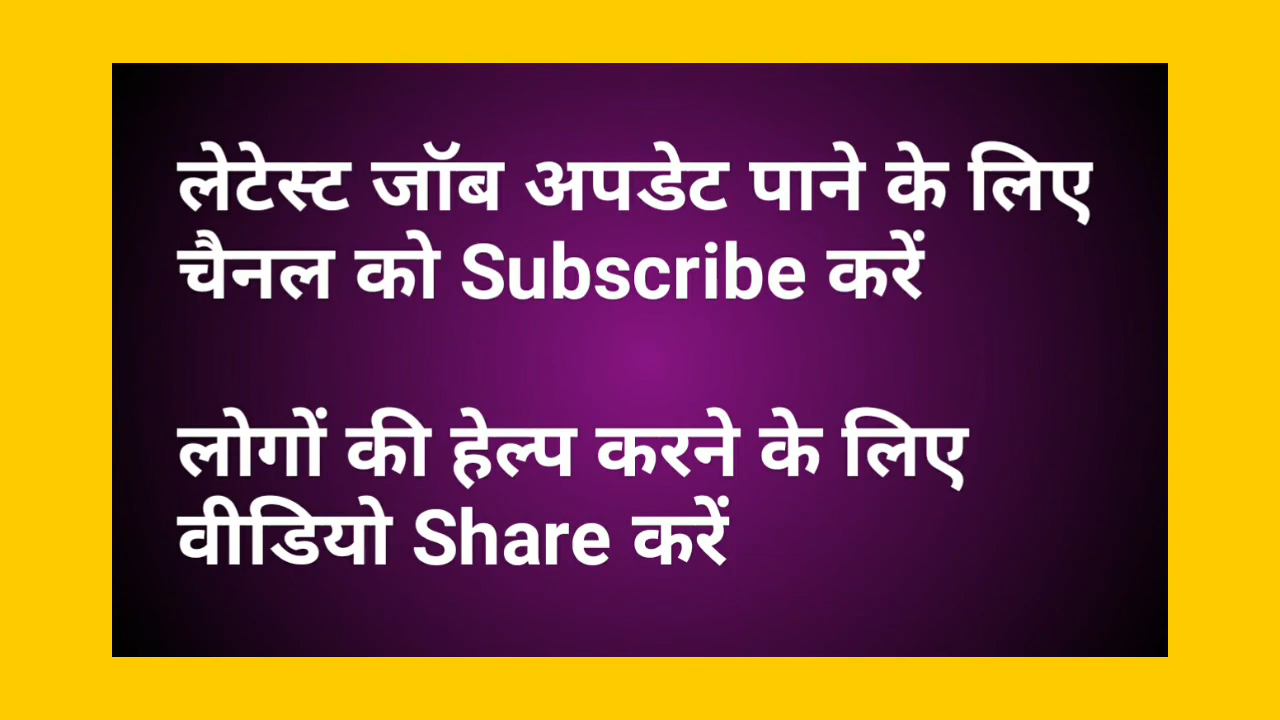 लेटेस्ट जॉब अपडेट पाने के लिए
चैनल को Subscribe करें
लोगों की हेल्प करने के लिए
वीडियो Share करें